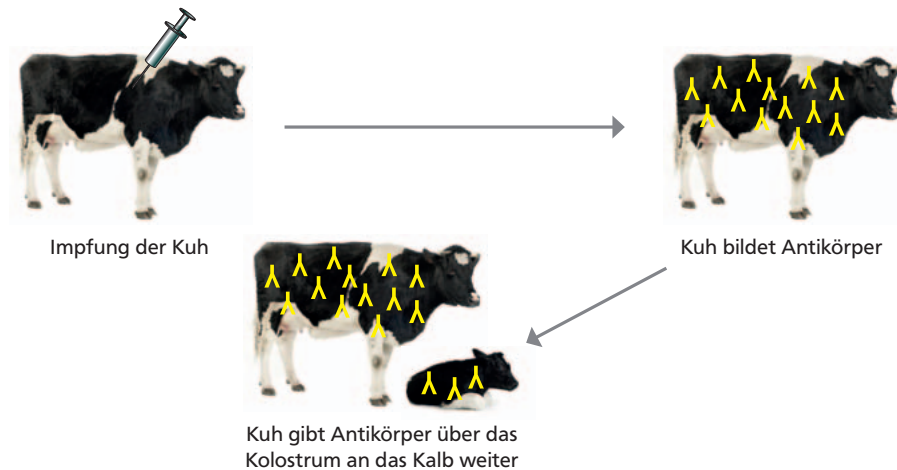 Impfung der Kuh
Kuh bildet Antikörper
Kuh gibt Antikörper über das
Kolostrum an das Kalb weiter